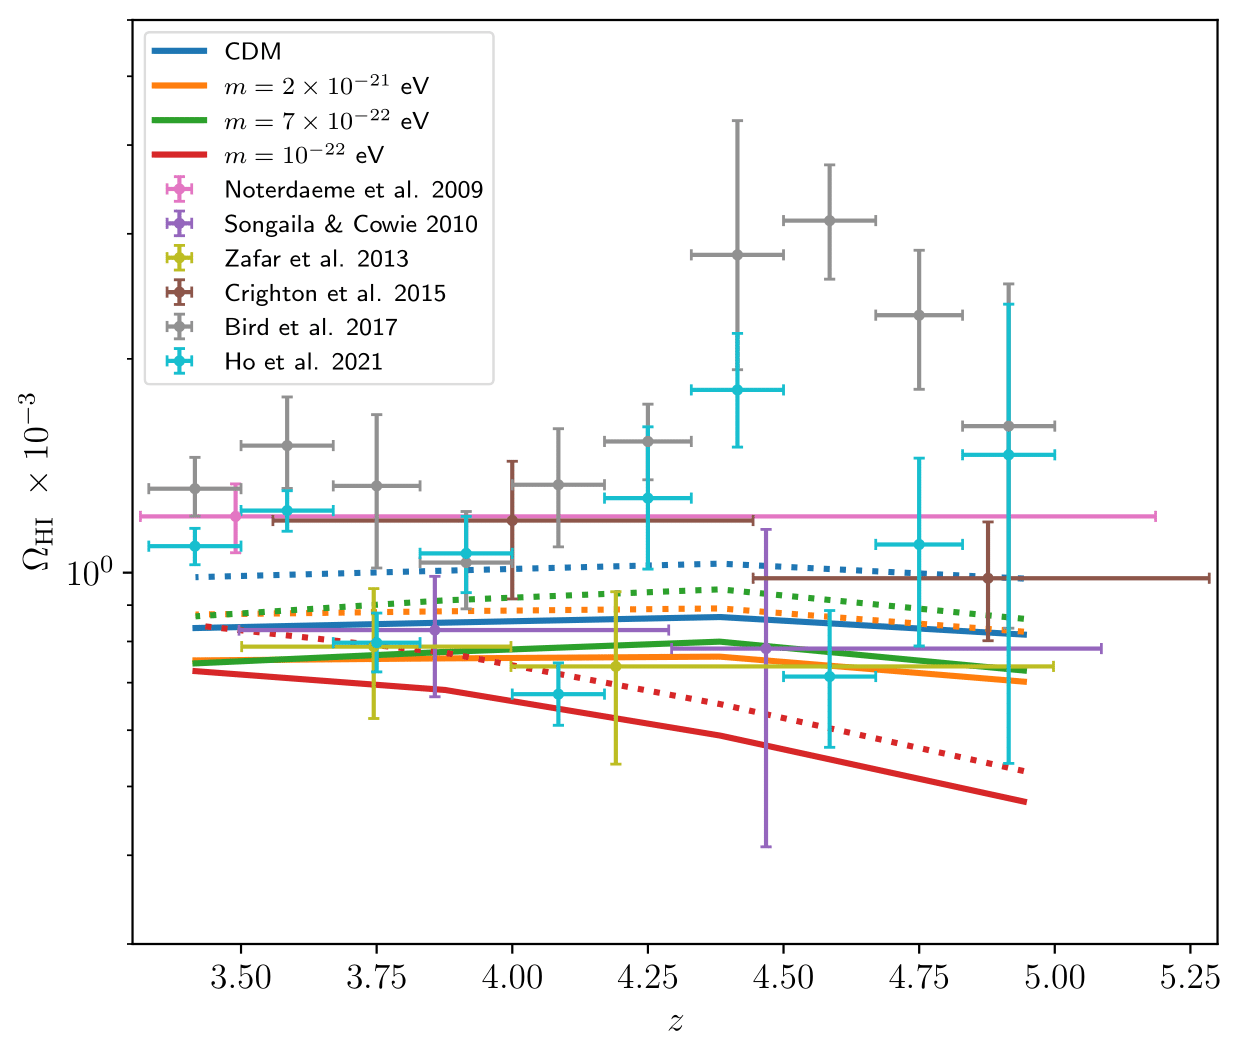 CDM
m = 2 × 10⁻²¹ eV
m = 7 × 10⁻²² eV
m = 10⁻²² eV
Noterdaeme et al. 2009
Songaila & Cowie 2010
Zafar et al. 2013
Crighton et al. 2015
Bird et al. 2017
Ho et al. 2021
Ω_HI × 10⁻³
10⁰
3.50 3.75 4.00 4.25 4.50 4.75 5.00 5.25
z